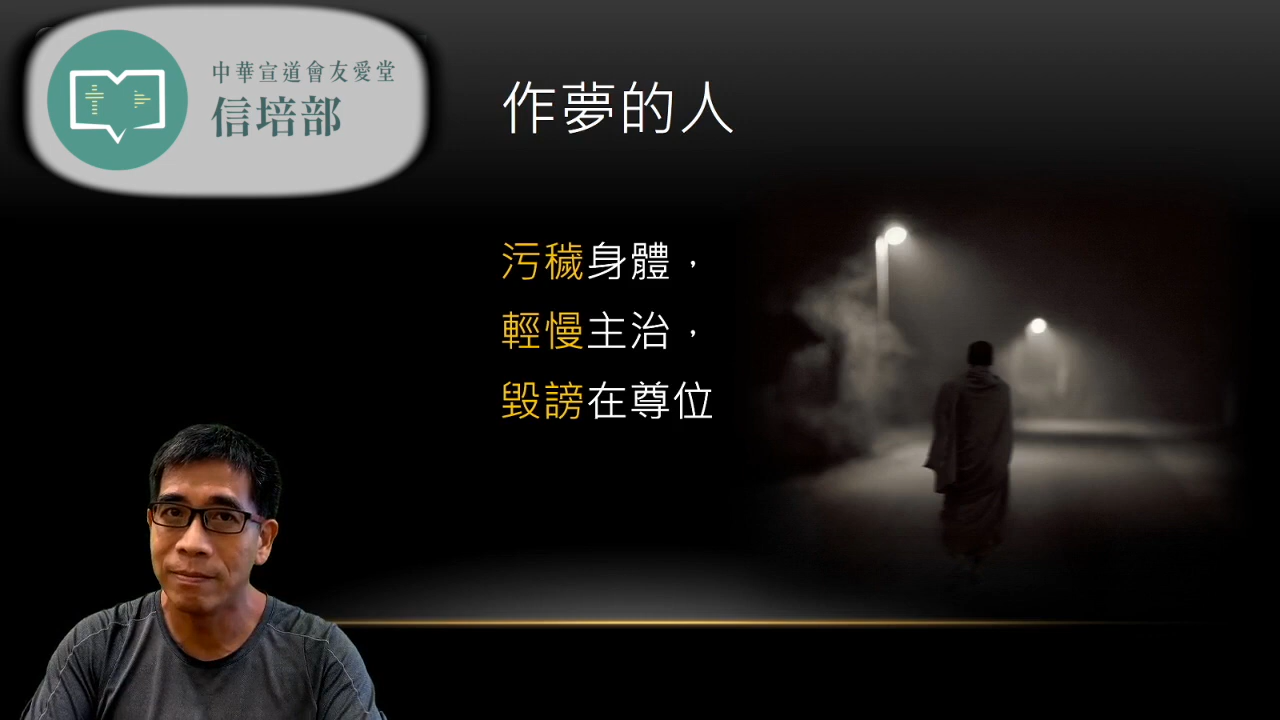 中華宣道會友愛堂
信培部
作夢的人
污穢身體，
輕慢主治，
毀謗在尊位